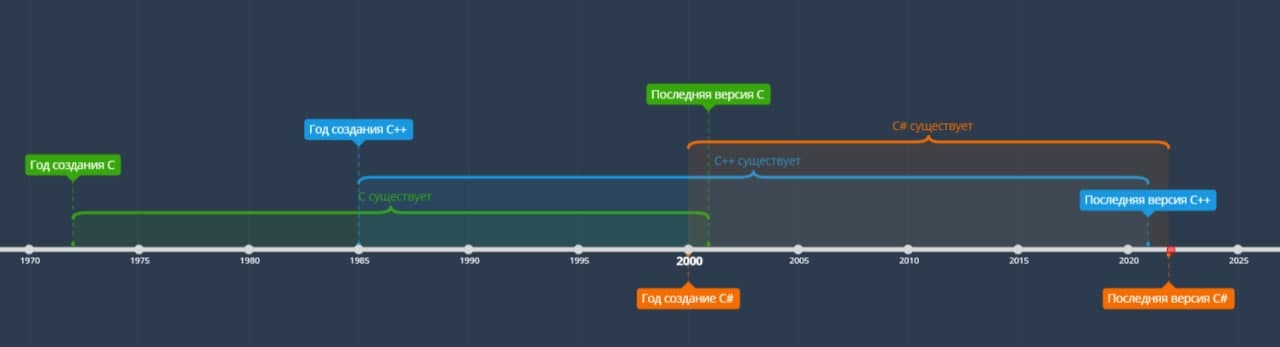 Последняя версия C
C# существует
Год создания C++
C++ существует
Год создания C
C существует
Последняя версия C++
1970
1975
1980
1985
1990
1995
2000
2005
2010
2015
2020
2025
Год создание C#
Последняя версия C#